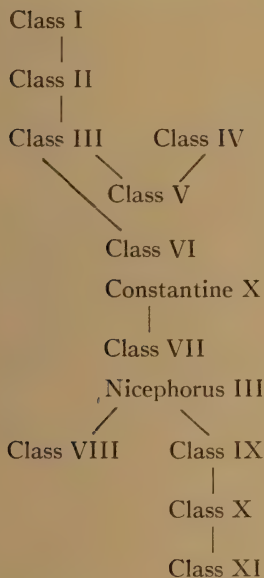 Class I
Class II
Class III Class IV
Class V
Class VI
Constantine X
Class VII
Nicephorus III
Class VIII Class IX
Class X
Class XI